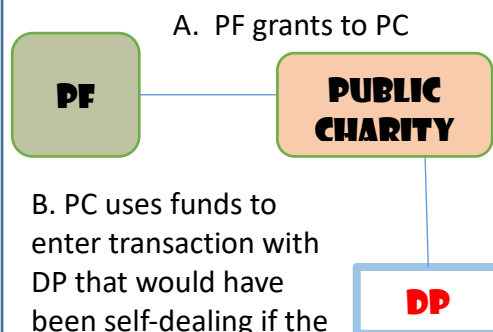 A. PF grants to PC
PF
PUBLIC
CHARITY
B. PC uses funds to
enter transaction with
DP that would have
been self-dealing if the
DP